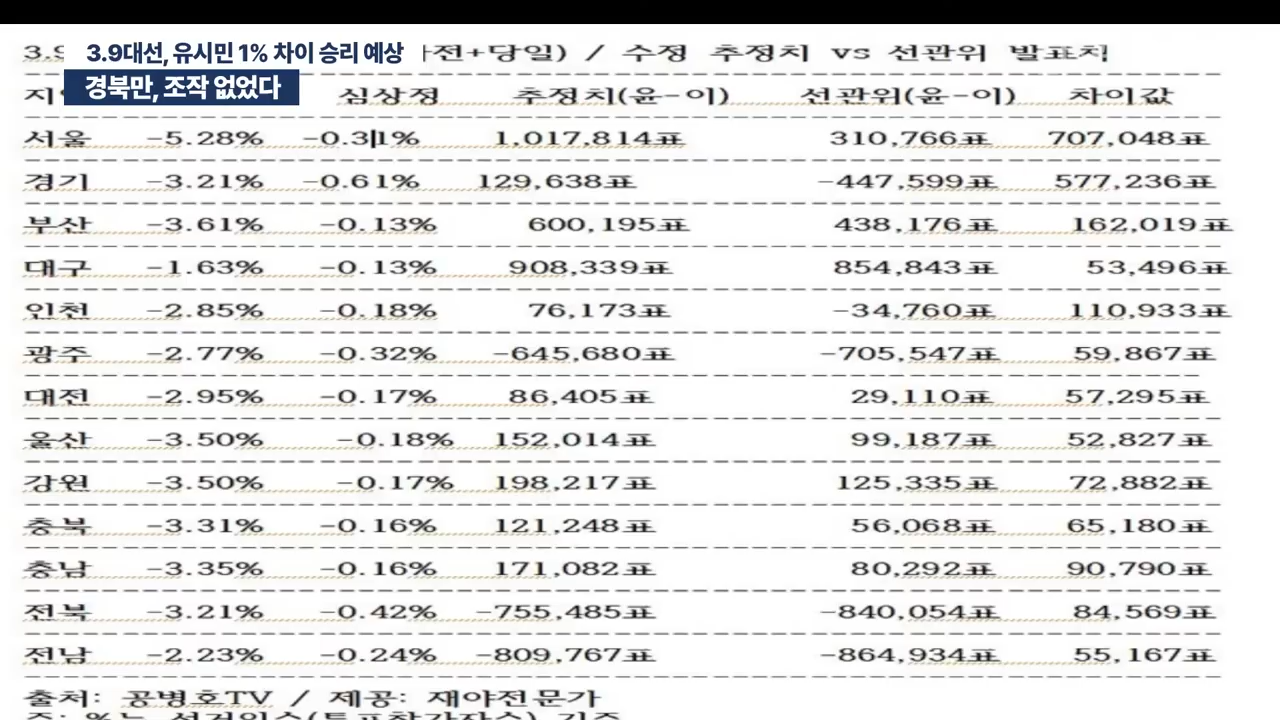 3.9대선, 유시민 1% 차이 승리 예상
경북만, 조작 없었다
3.9 전+당일) / 수정 추정치 vs 선관위 발표치
심상정 추정치(윤-이) 선관위(윤-이) 차이값
서울 -5.28% -0.31% 1,017,814표 310,766표 707,048표
경기 -3.21% -0.61% 129,638표 -447,599표 577,236표
부산 -3.61% -0.13% 600,195표 438,176표 162,019표
대구 -1.63% -0.13% 908,339표 854,843표 53,496표
인천 -2.85% -0.18% 76,173표 -34,760표 110,933표
광주 -2.77% -0.32% -645,680표 -705,547표 59,867표
대전 -2.95% -0.17% 86,405표 29,110표 57,295표
울산 -3.50% -0.18% 152,014표 99,187표 52,827표
강원 -3.50% -0.17% 198,217표 125,335표 72,882표
충북 -3.31% -0.16% 121,248표 56,068표 65,180표
충남 -3.35% -0.16% 171,082표 80,292표 90,790표
전북 -3.21% -0.42% -755,485표 -840,054표 84,569표
전남 -2.23% -0.24% -809,767표 -864,934표 55,167표
출처: 공병호TV / 제공: 재야전문가